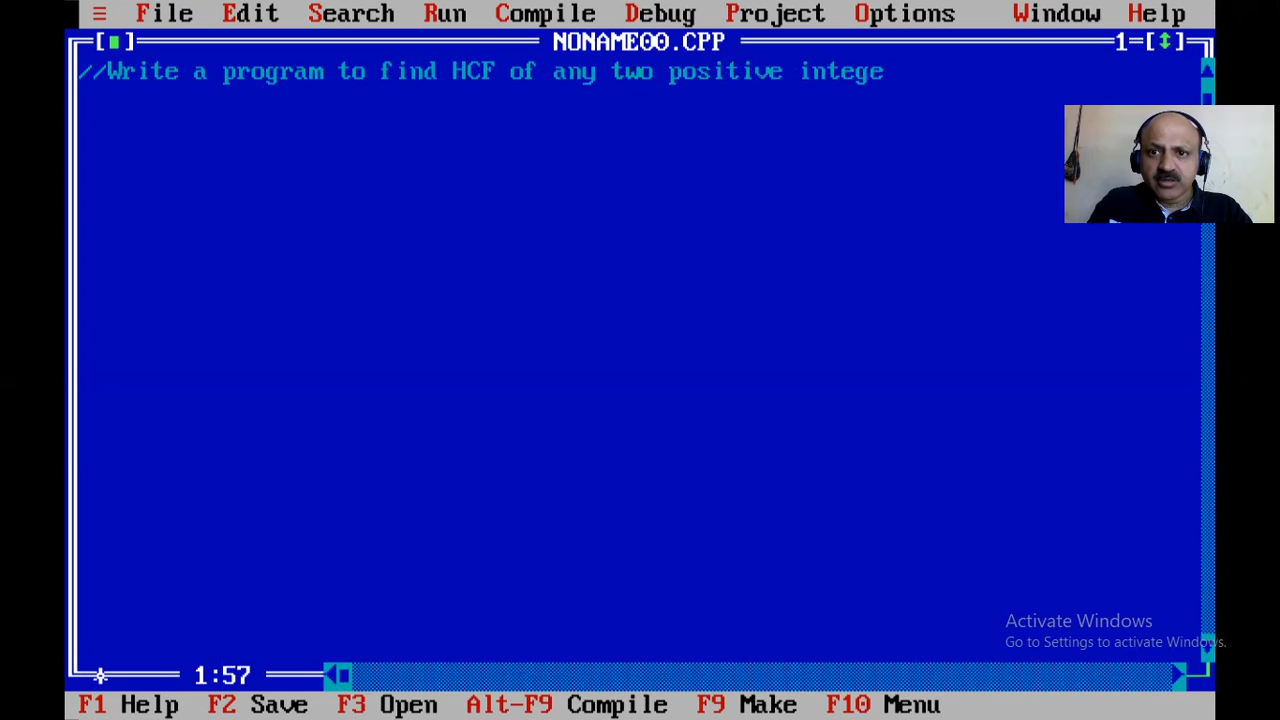 ≡ File Edit Search Run Compile Debug Project Options Window Help
[■] NONAME00.CPP 1=[↕]
//Write a program to find HCF of any two positive intege
Activate Windows
Go to Settings to activate Windows.
* 1:57
F1 Help F2 Save F3 Open Alt-F9 Compile F9 Make F10 Menu